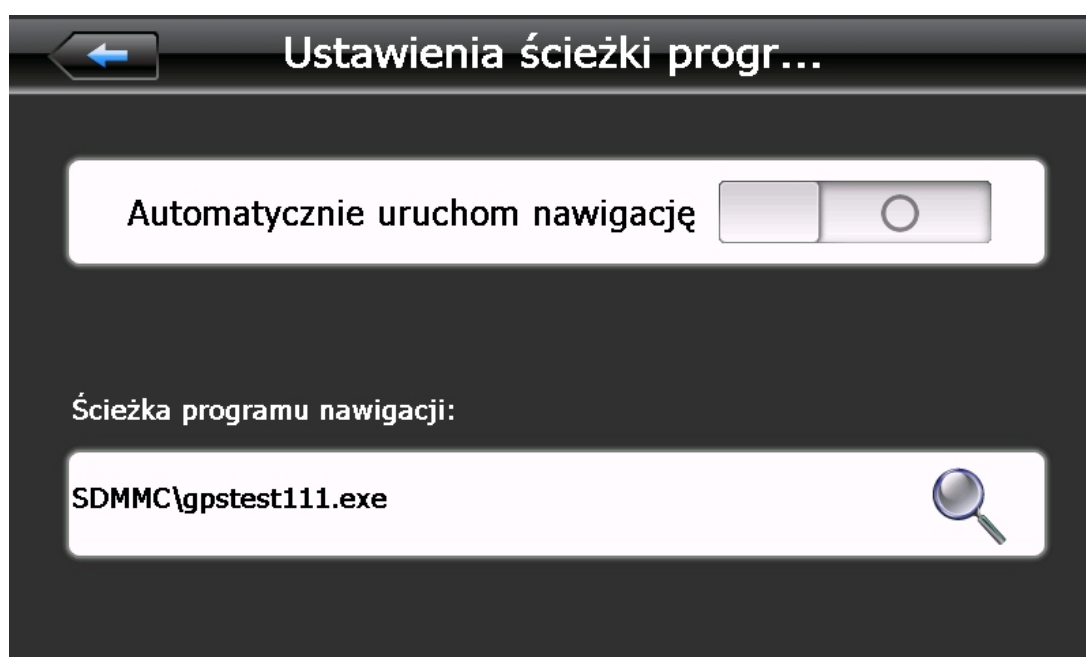 Ustawienia ścieżki progr...
Automatycznie uruchom nawigację
Ścieżka programu nawigacji:
SDMMC\gpstest111.exe